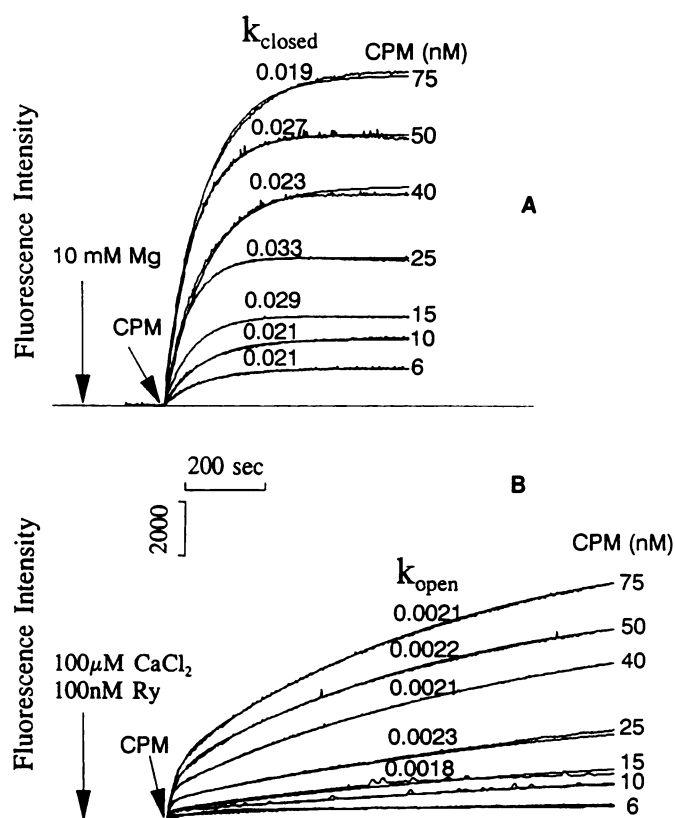 k_closed
CPM (nM)
0.019
75
0.027
50
0.023
40
A
0.033
25
10 mM Mg
0.029
15
CPM
0.021
10
0.021
6
Fluorescence Intensity
200 sec
B
2000
CPM (nM)
k_open
75
0.0021
50
0.0022
40
0.0021
100µM CaCl₂
100nM Ry
25
CPM
0.0023
15
0.0018
10
6
Fluorescence Intensity